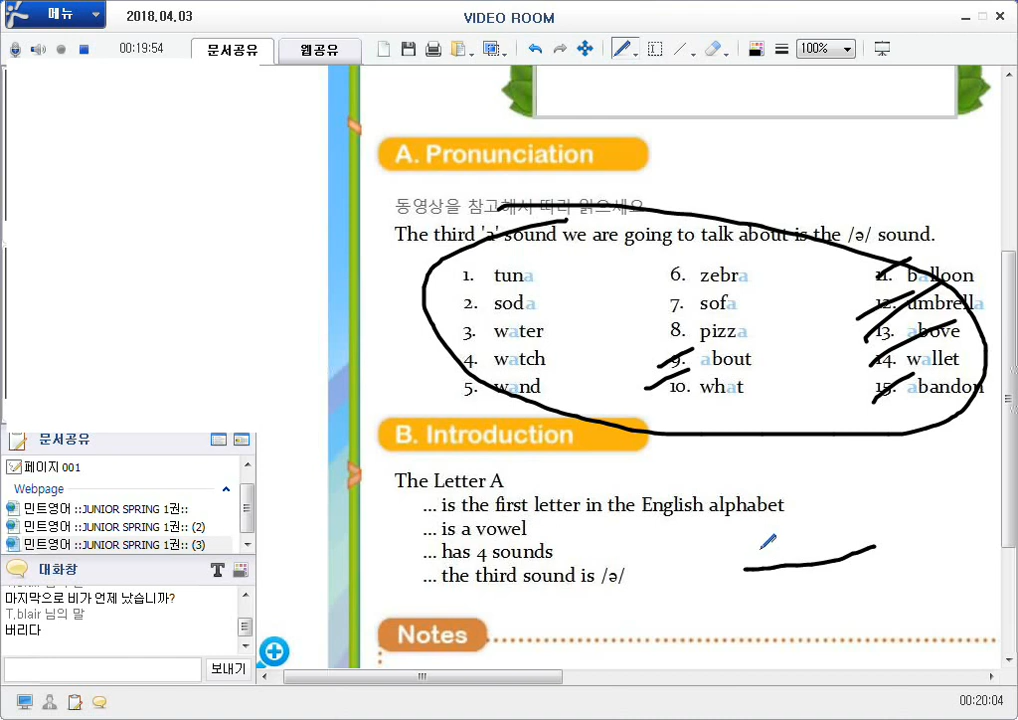 메뉴
2018.04.03
VIDEO ROOM
00:19:54
문서공유
웹공유
100%
A. Pronunciation
동영상을 참고해서 따라 읽으세요
The third 'a' sound we are going to talk about is the /ə/ sound.
1. tuna
2. soda
3. water
4. watch
5. wand
6. zebra
7. sofa
8. pizza
9. about
10. what
11. balloon
12. umbrella
13. above
14. wallet
15. abandon
B. Introduction
The Letter A
... is the first letter in the English alphabet
... is a vowel
... has 4 sounds
... the third sound is /ə/
Notes
문서공유
페이지 001
Webpage
민트영어 ::JUNIOR SPRING 1권::
민트영어 ::JUNIOR SPRING 1권:: (2)
민트영어 ::JUNIOR SPRING 1권:: (3)
대화창
T
마지막으로 비가 언제 났습니까?
T,blair 님의 말
버리다
보내기
00:20:04